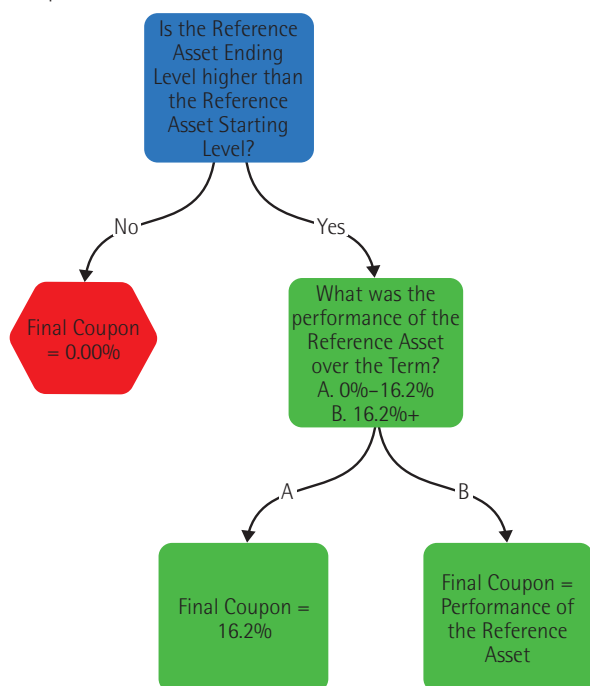 Is the Reference
Asset Ending
Level higher than
the Reference
Asset Starting
Level?
No
Yes
Final Coupon
= 0.00%
What was the
performance of the
Reference Asset
over the Term?
A. 0%–16.2%
B. 16.2%+
A
B
Final Coupon =
16.2%
Final Coupon =
Performance of
the Reference
Asset